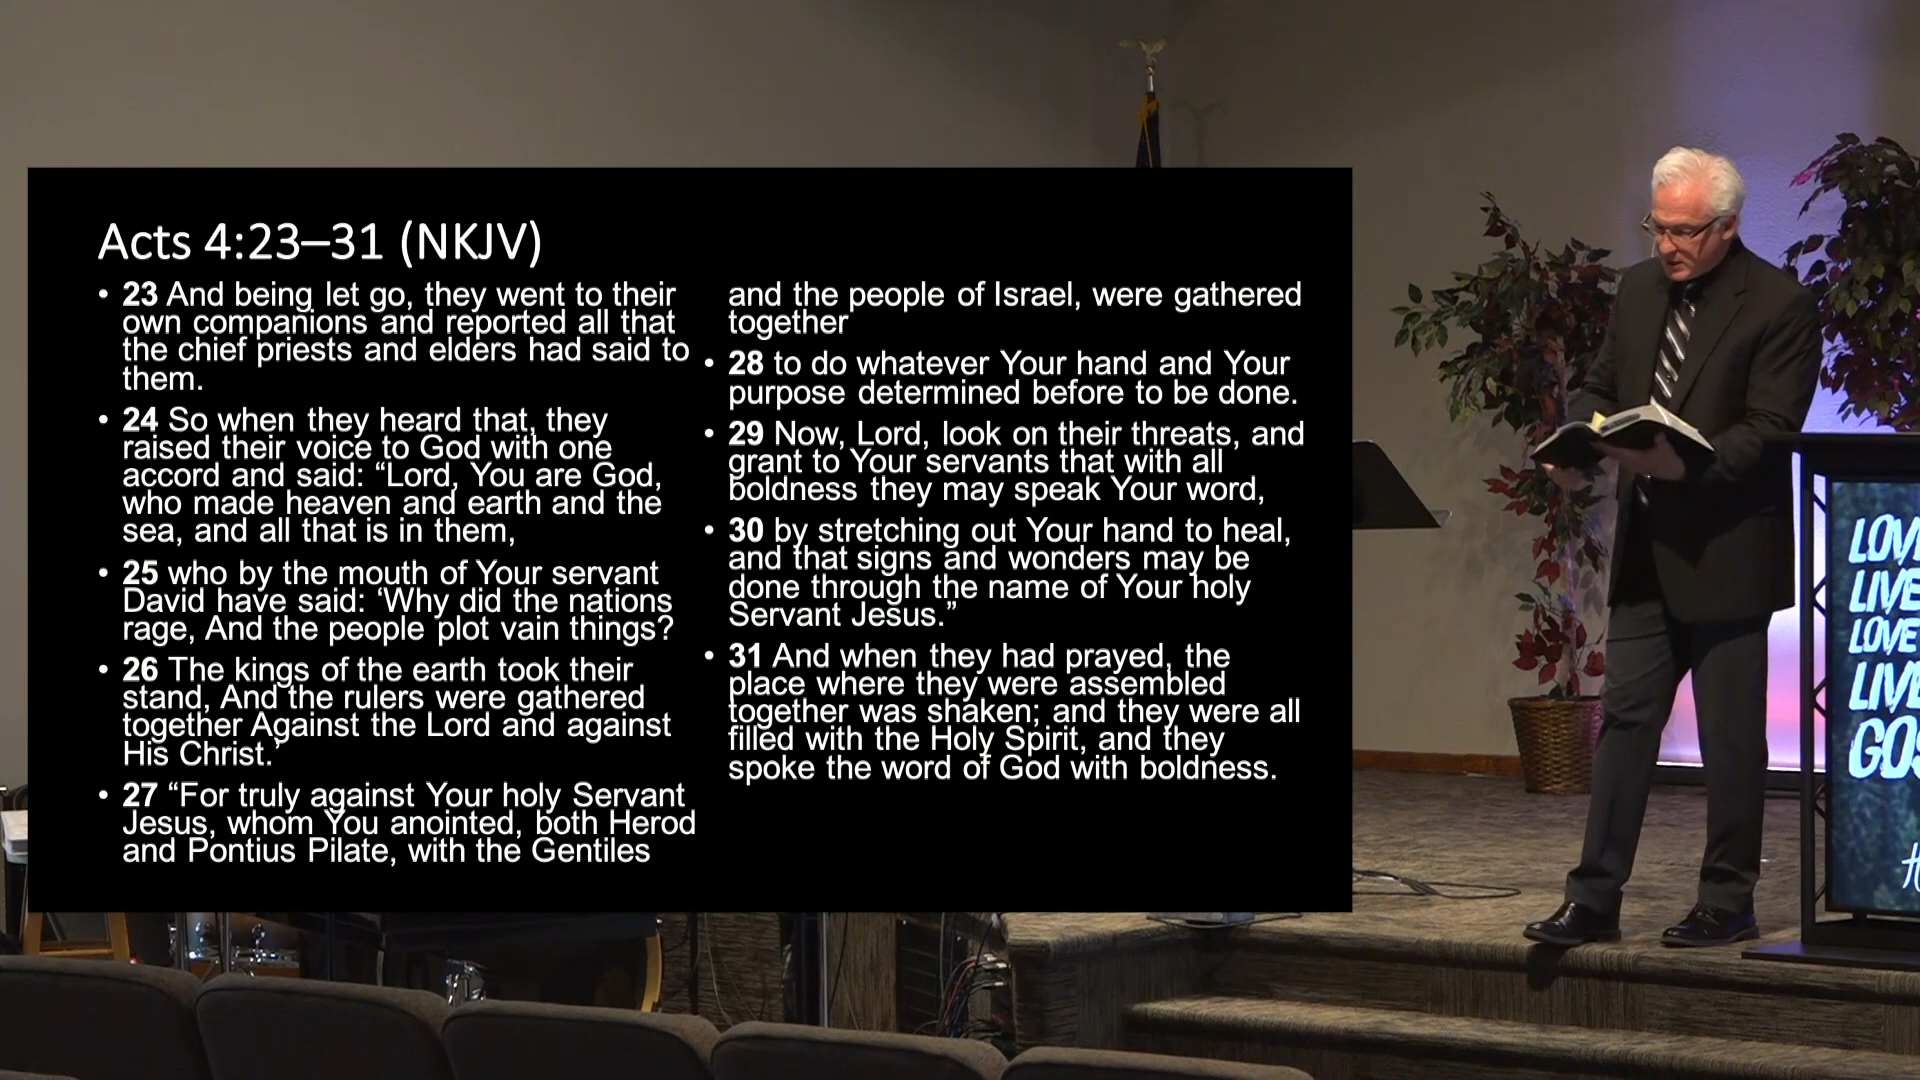 Acts 4:23–31 (NKJV)
• 23 And being let go, they went to their
own companions and reported all that
the chief priests and elders had said to
them.
• 24 So when they heard that, they
raised their voice to God with one
accord and said: “Lord, You are God,
who made heaven and earth and the
sea, and all that is in them,
• 25 who by the mouth of Your servant
David have said: ‘Why did the nations
rage, And the people plot vain things?
• 26 The kings of the earth took their
stand, And the rulers were gathered
together Against the Lord and against
His Christ.’
• 27 “For truly against Your holy Servant
Jesus, whom You anointed, both Herod
and Pontius Pilate, with the Gentiles
and the people of Israel, were gathered
together
• 28 to do whatever Your hand and Your
purpose determined before to be done.
• 29 Now, Lord, look on their threats, and
grant to Your servants that with all
boldness they may speak Your word,
• 30 by stretching out Your hand to heal,
and that signs and wonders may be
done through the name of Your holy
Servant Jesus.”
• 31 And when they had prayed, the
place where they were assembled
together was shaken; and they were all
filled with the Holy Spirit, and they
spoke the word of God with boldness.
LOVE
LIVE